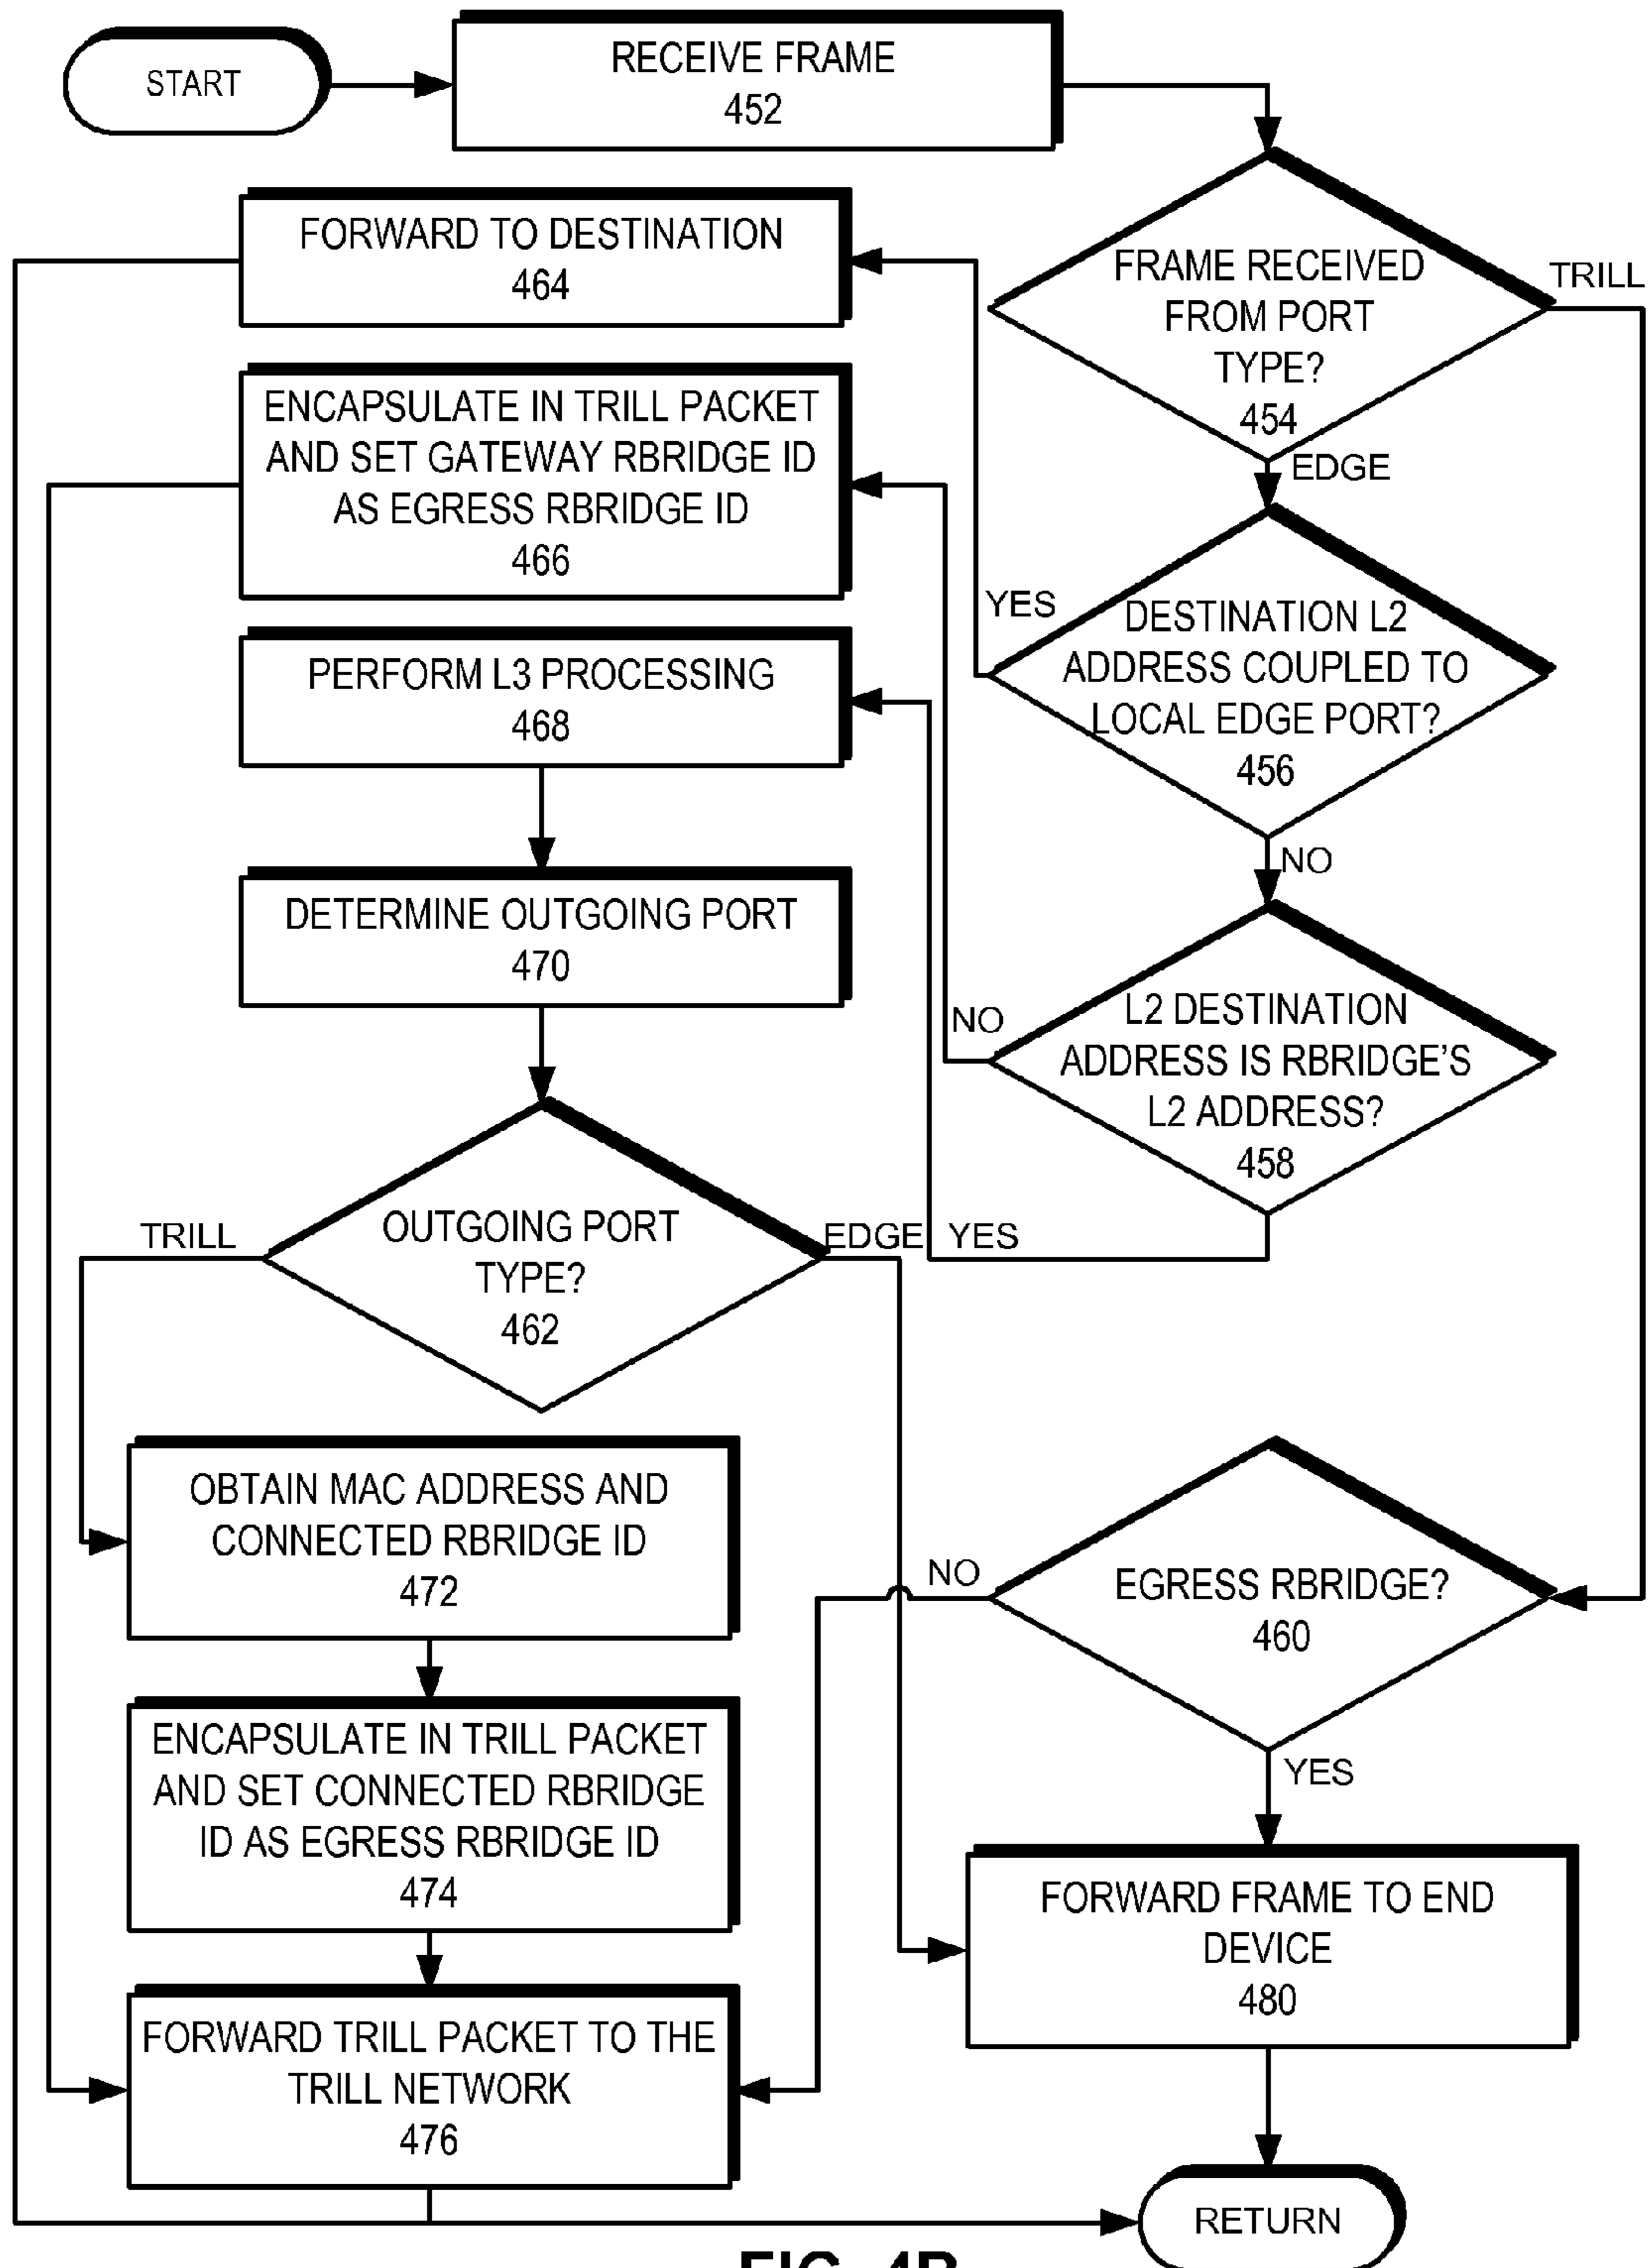 START
RECEIVE FRAME
452
FORWARD TO DESTINATION
464
FRAME RECEIVED
FROM PORT
TYPE?
454
TRILL
EDGE
ENCAPSULATE IN TRILL PACKET
AND SET GATEWAY RBRIDGE ID
AS EGRESS RBRIDGE ID
466
YES
DESTINATION L2
ADDRESS COUPLED TO
LOCAL EDGE PORT?
456
NO
PERFORM L3 PROCESSING
468
DETERMINE OUTGOING PORT
470
NO
L2 DESTINATION
ADDRESS IS RBRIDGE'S
L2 ADDRESS?
458
YES
TRILL
OUTGOING PORT
TYPE?
462
EDGE
OBTAIN MAC ADDRESS AND
CONNECTED RBRIDGE ID
472
NO
EGRESS RBRIDGE?
460
YES
ENCAPSULATE IN TRILL PACKET
AND SET CONNECTED RBRIDGE
ID AS EGRESS RBRIDGE ID
474
FORWARD FRAME TO END
DEVICE
480
FORWARD TRILL PACKET TO THE
TRILL NETWORK
476
RETURN
FIG. 4B